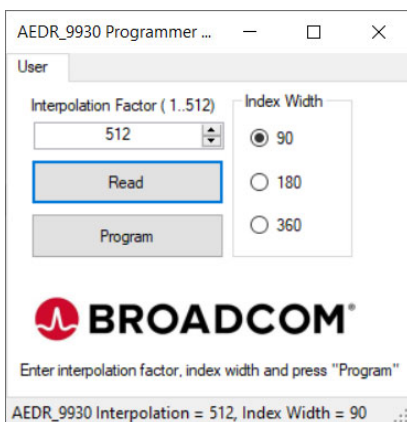 AEDR_9930 Programmer ...
User
Interpolation Factor ( 1..512)
512
Read
Program
Index Width
90
180
360
BROADCOM®
Enter interpolation factor, index width and press "Program"
AEDR_9930 Interpolation = 512, Index Width = 90